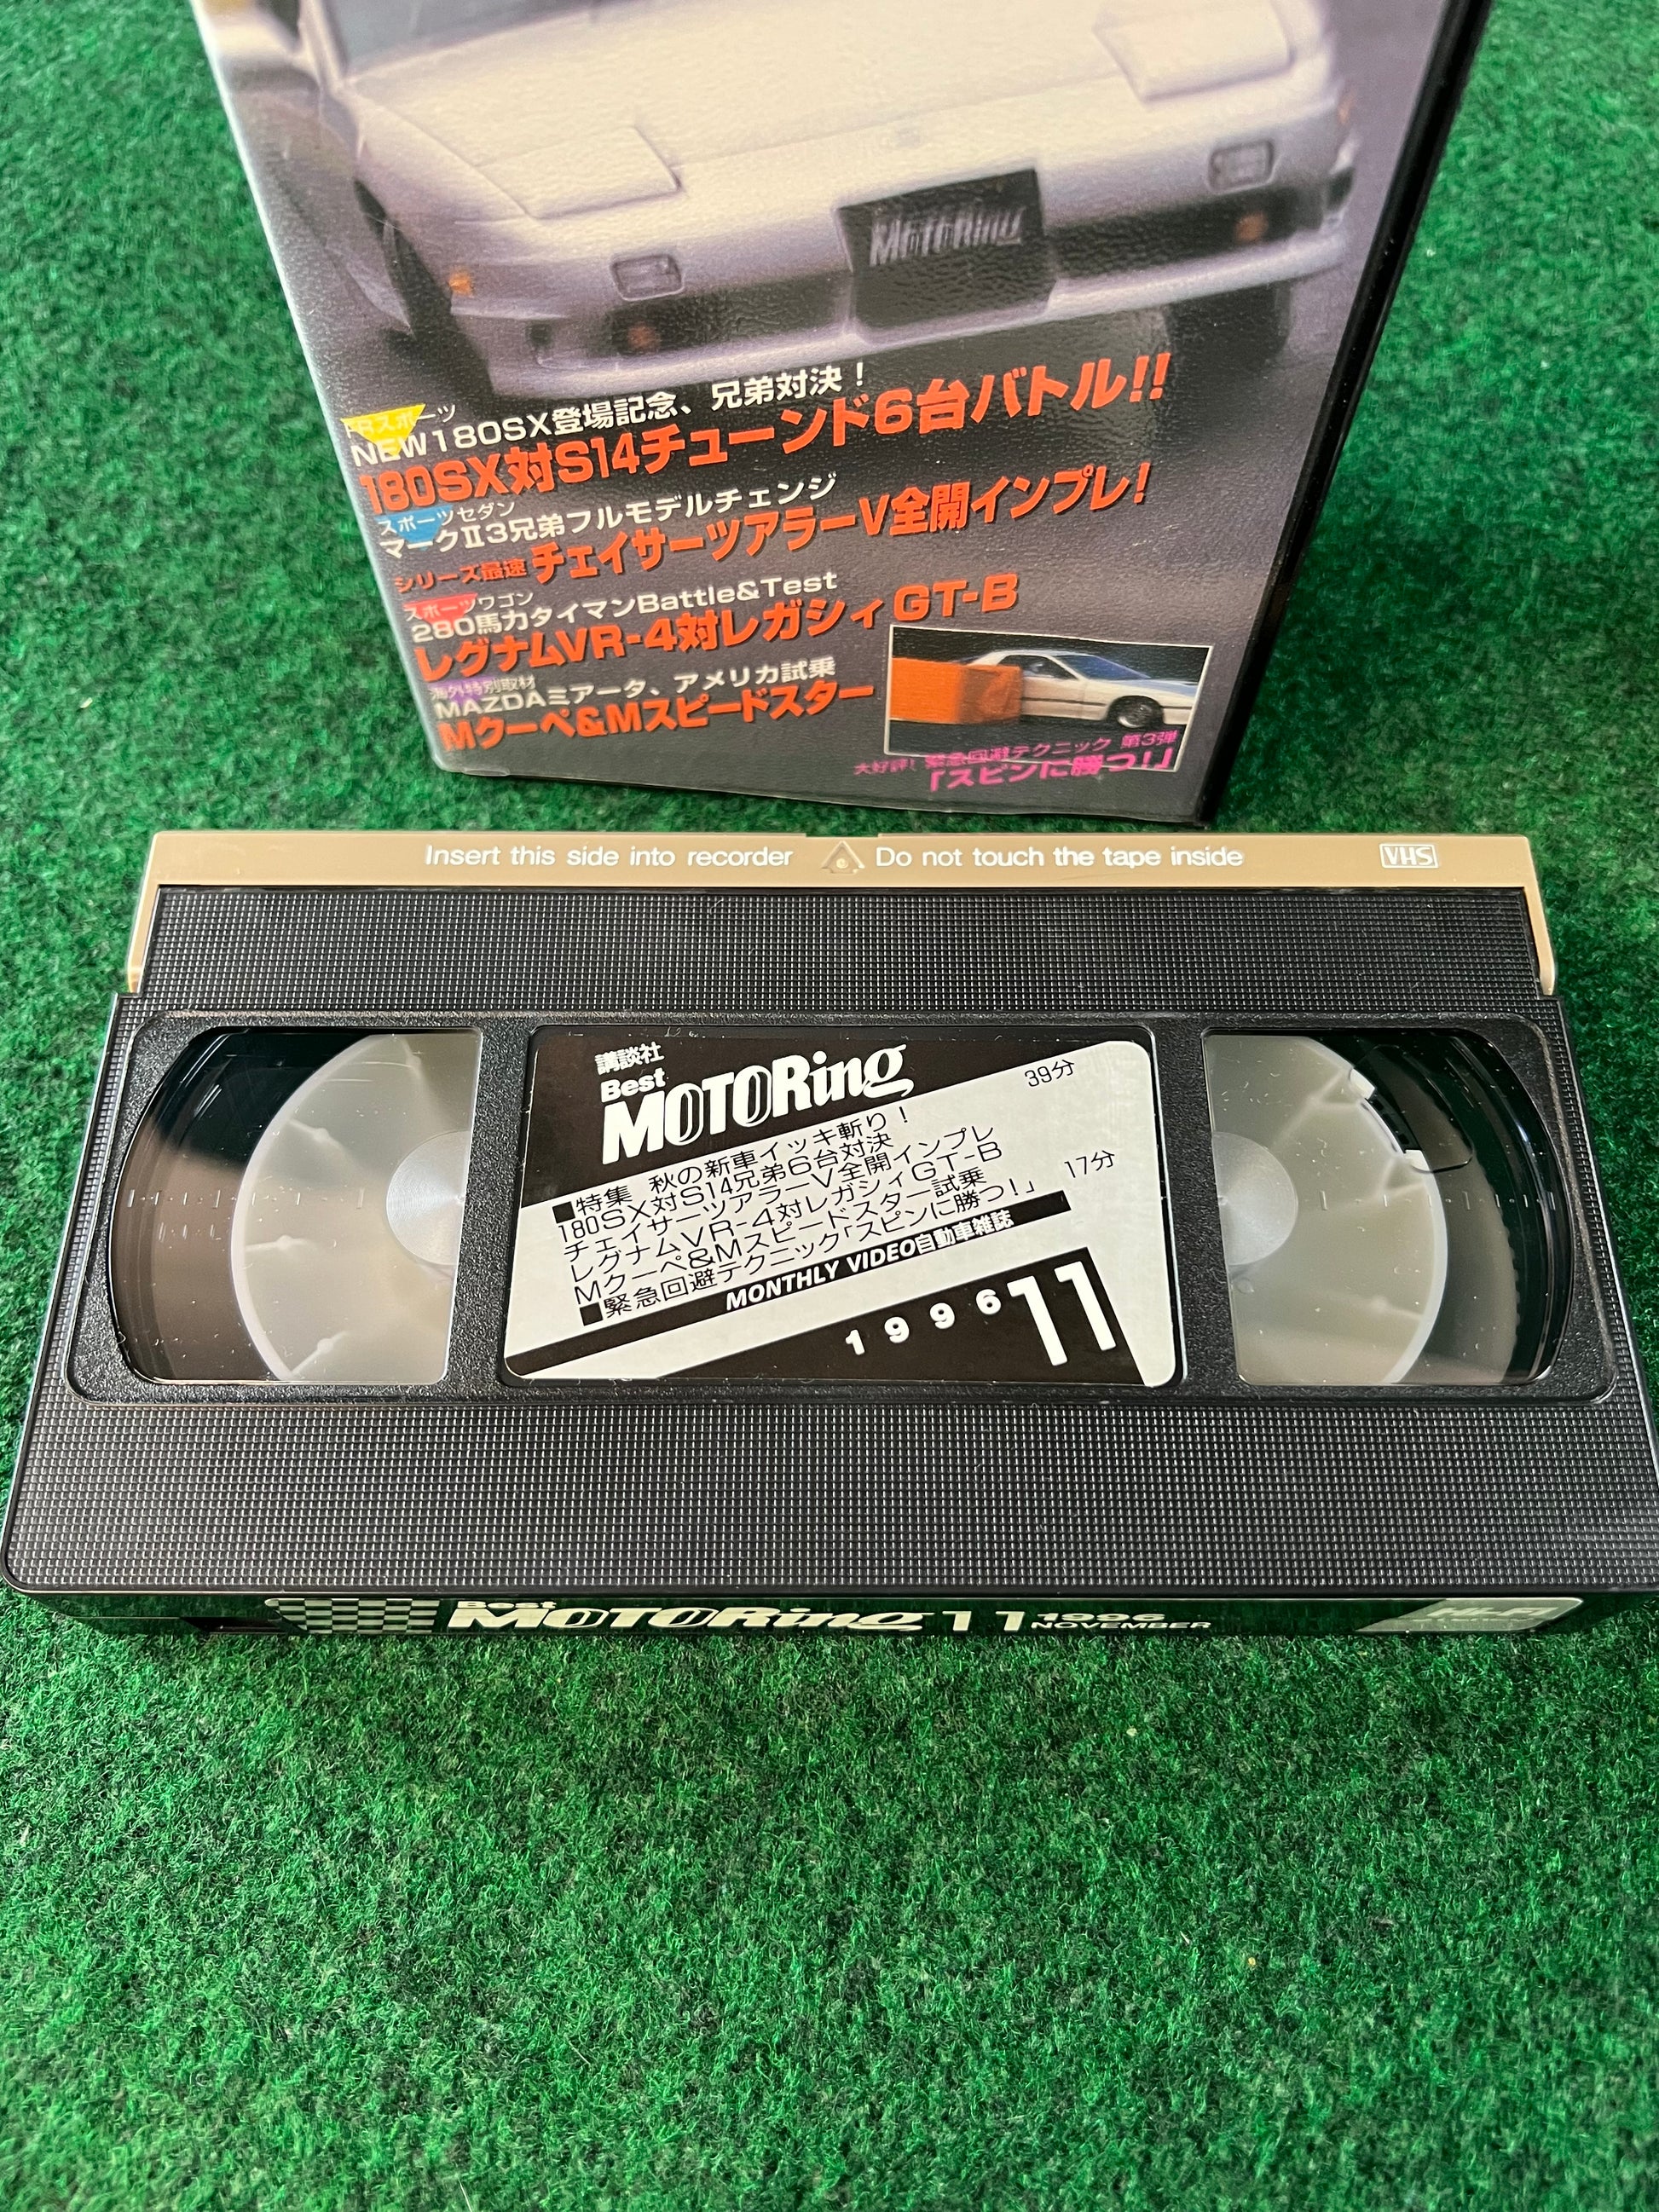 MOTORing
FRスポーツ
NEW180SX登場記念、兄弟対決！
180SX対S14チューンド6台バトル!!
スポーツセダン
マークⅡ3兄弟フルモデルチェンジ
シリーズ最速 チェイサーツアラーV全開インプレ!
スポーツワゴン
280馬力タイマンBattle&Test
レグナムVR-4対レガシィGT-B
海外特別取材
MAZDAミアータ、アメリカ試乗
Mクーペ&Mスピードスター
大好評! 緊急回避テクニック 第3弾
「スピンに勝つ!」
Insert this side into recorder Do not touch the tape inside VHS
講談社
Best
MOTORing
39分
■特集 秋の新車イッキ斬り！
180SX対S14兄弟6台対決
チェイサーツアラーV全開インプレ
レグナムVR-4対レガシィGT-B
Mクーペ&Mスピードスター試乗
■緊急回避テクニック「スピンに勝つ!」 17分
MONTHLY VIDEO自動車雑誌
1996 11
Best
MOTORing 11 1996
NOVEMBER